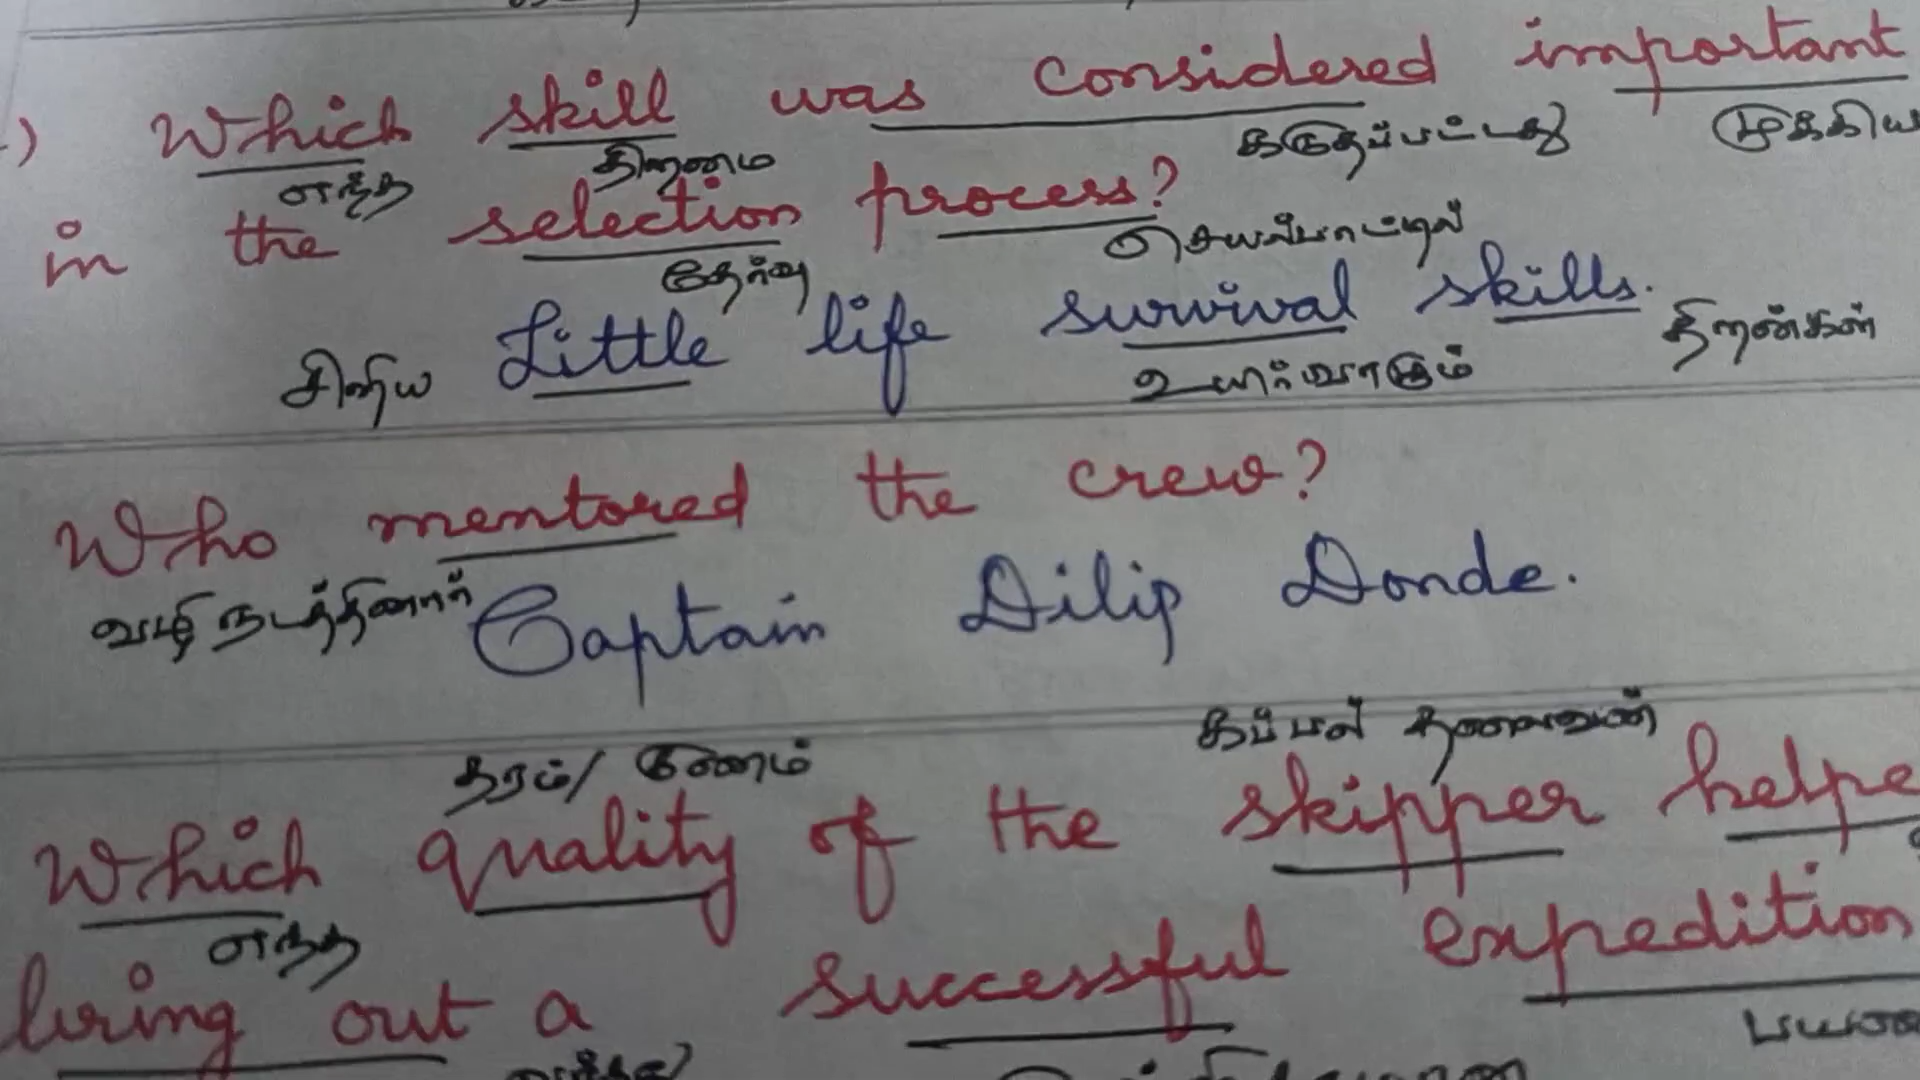 ) Which skill was considered important
எந்த திறமை கருதப்பட்டது முக்கிய
in the selection process?
தேர்வு செயல்பாட்டில்
Little life survival skills.
சிறிய உயிர்வாழும் திறன்கள்
Who mentored the crew?
வழி நடத்தினார்
Captain Dilip Donde.
தரம்/ குணம் கப்பல் தலைவன்
Which quality of the skipper helpe
எந்த
bring out a successful expedition